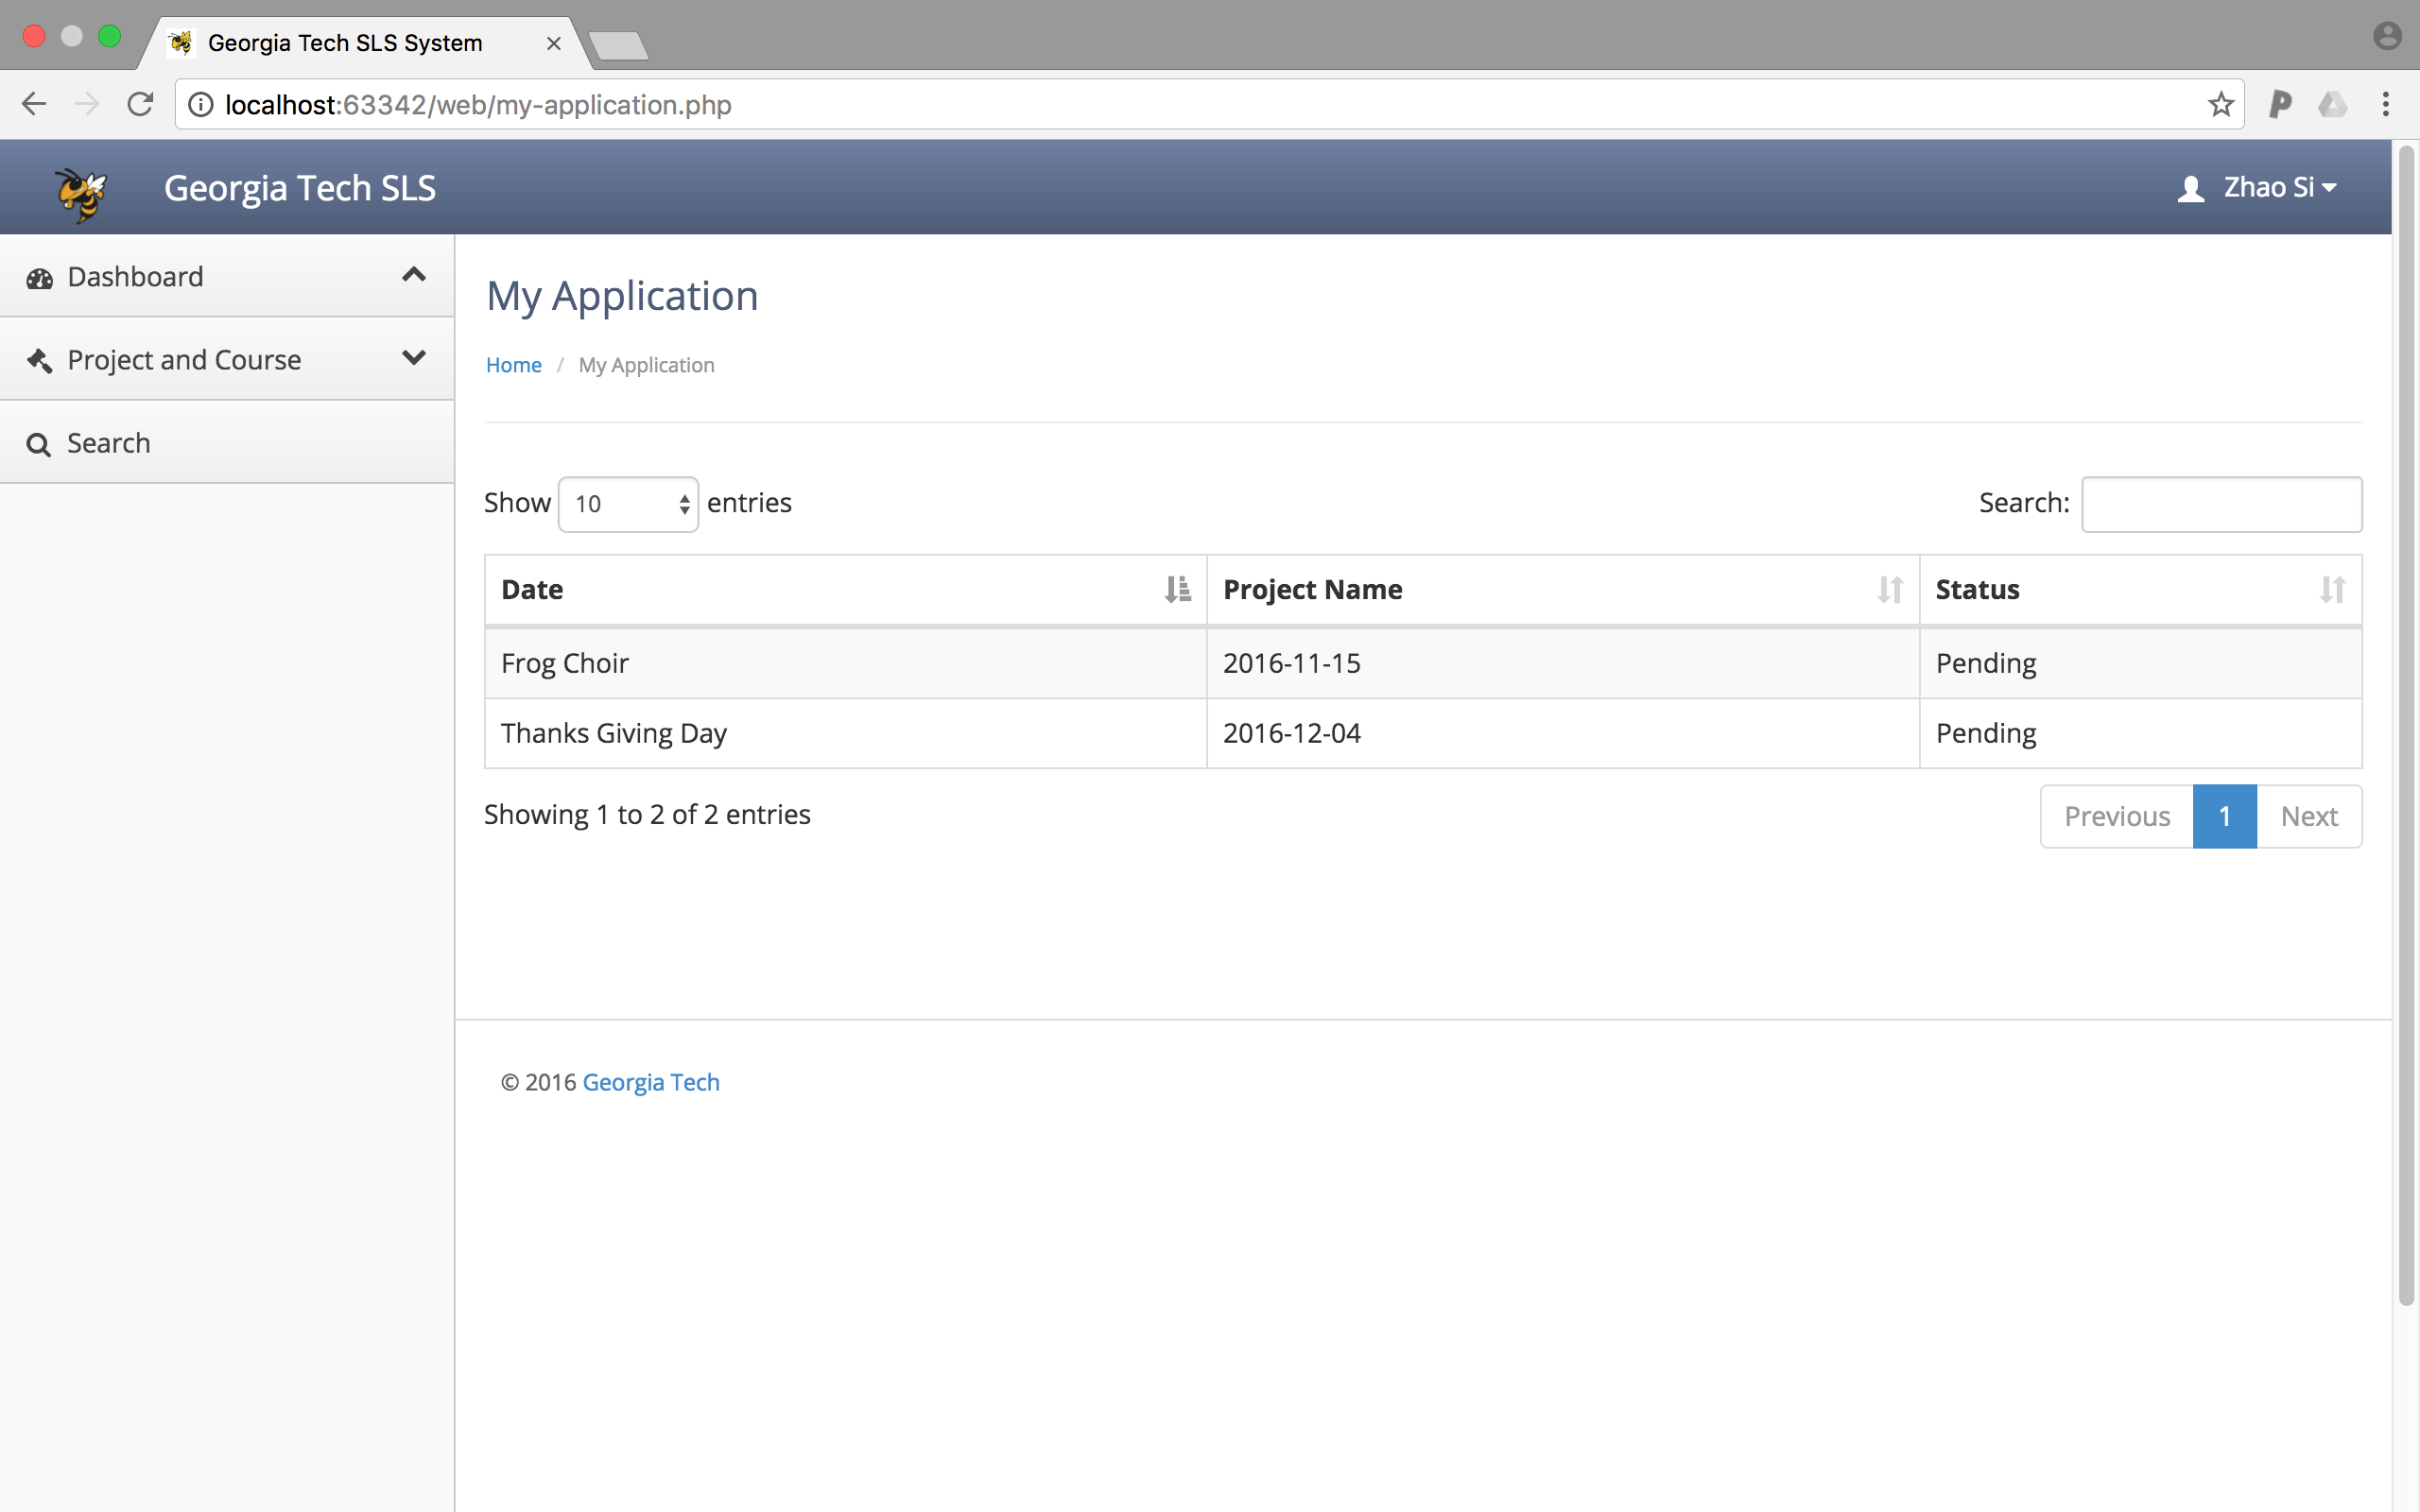 Georgia Tech SLS System
localhost:63342/web/my-application.php
Georgia Tech SLS
Zhao Si
Dashboard
Project and Course
Search
My Application
Home / My Application
Show 10 entries
Search:
Date Project Name Status
Frog Choir 2016-11-15 Pending
Thanks Giving Day 2016-12-04 Pending
Showing 1 to 2 of 2 entries
Previous 1 Next
© 2016 Georgia Tech